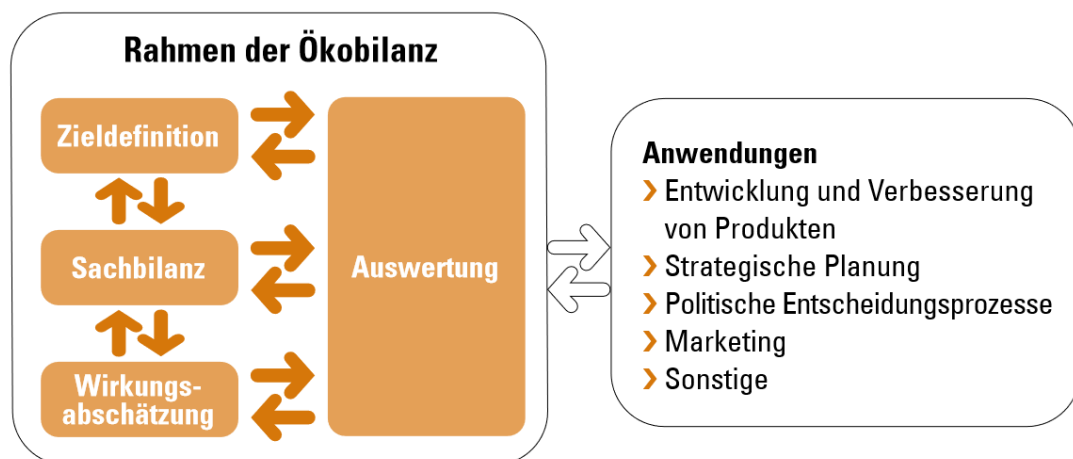 Rahmen der Ökobilanz
Zieldefinition
Sachbilanz
Wirkungs-
abschätzung
Auswertung
Anwendungen
❯ Entwicklung und Verbesserung
von Produkten
❯ Strategische Planung
❯ Politische Entscheidungsprozesse
❯ Marketing
❯ Sonstige